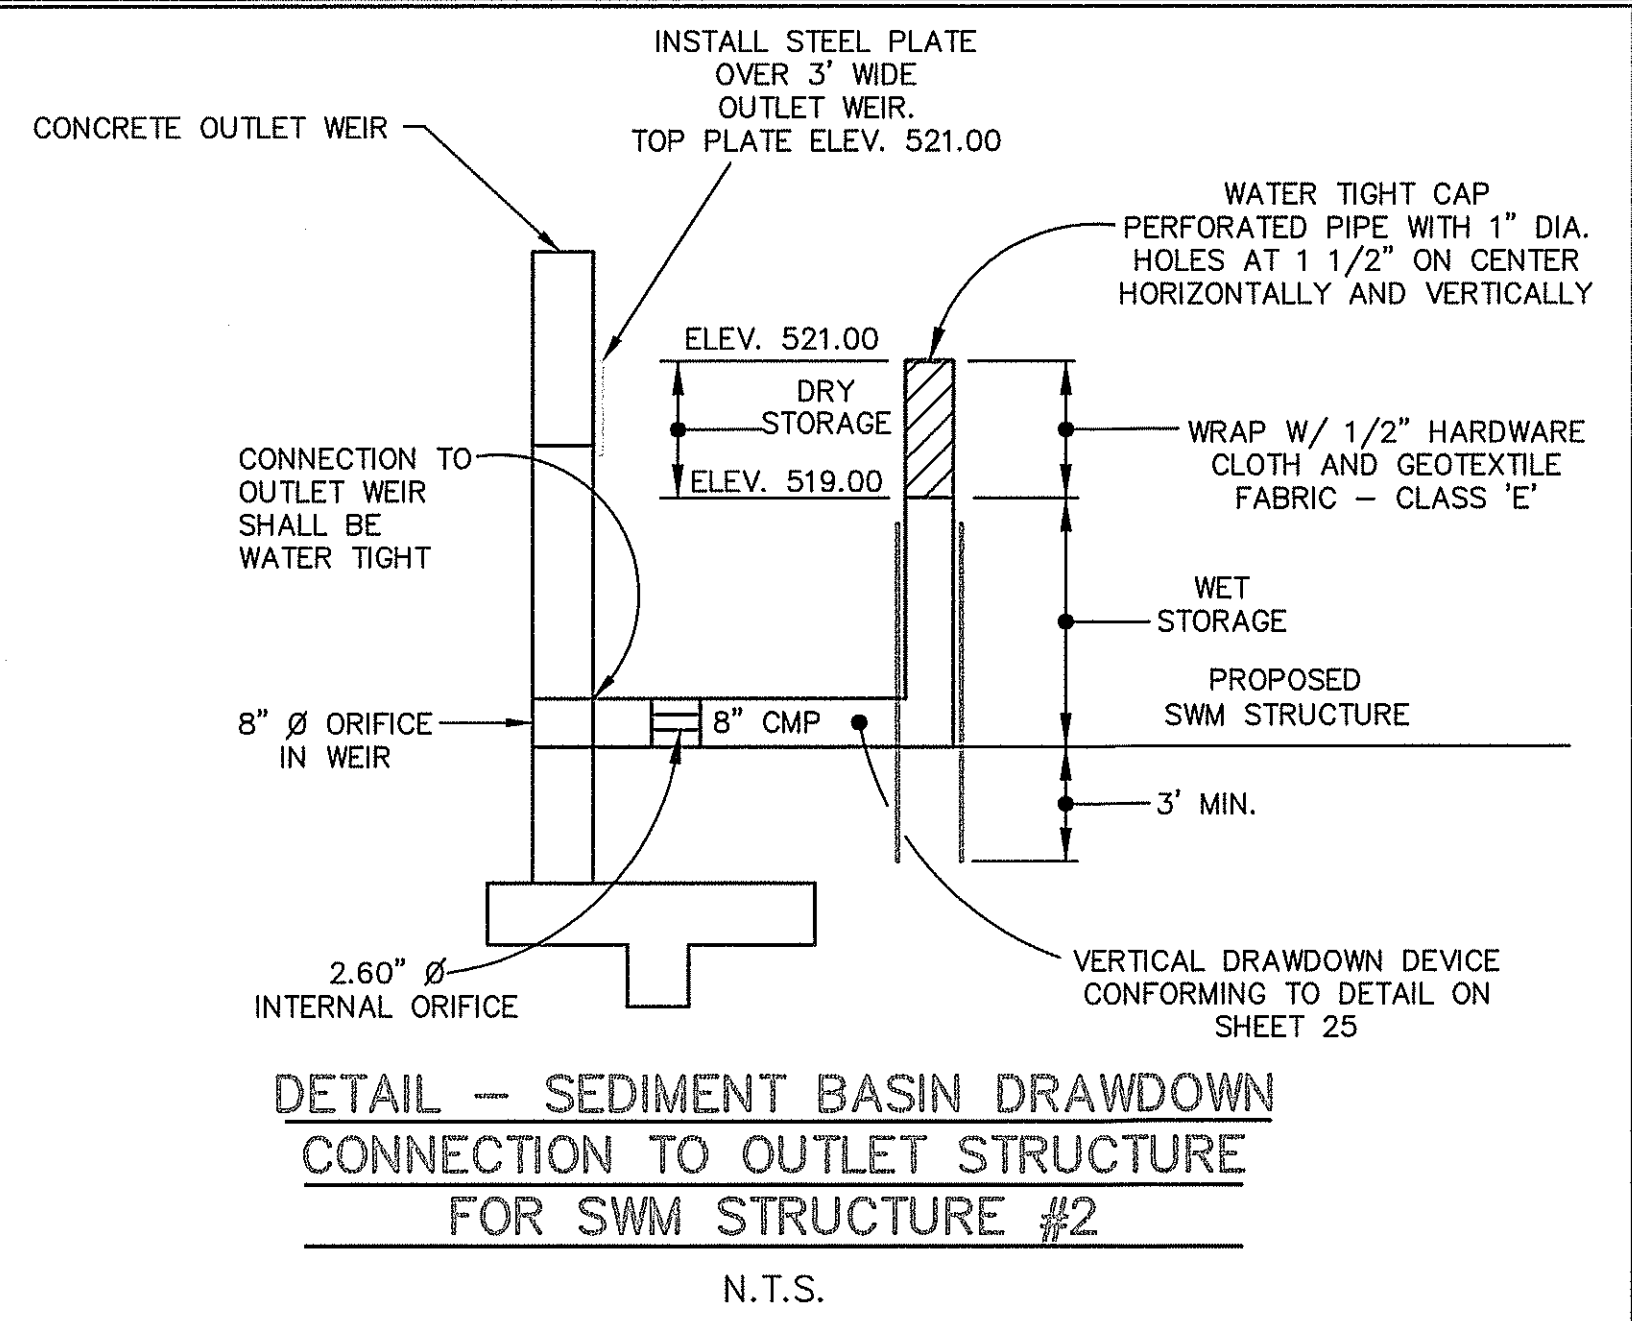 INSTALL STEEL PLATE
OVER 3' WIDE
OUTLET WEIR.
TOP PLATE ELEV. 521.00
CONCRETE OUTLET WEIR
WATER TIGHT CAP
PERFORATED PIPE WITH 1" DIA.
HOLES AT 1 1/2" ON CENTER
HORIZONTALLY AND VERTICALLY
ELEV. 521.00
DRY
STORAGE
ELEV. 519.00
WRAP W/ 1/2" HARDWARE
CLOTH AND GEOTEXTILE
FABRIC – CLASS 'E'
CONNECTION TO
OUTLET WEIR
SHALL BE
WATER TIGHT
WET
STORAGE
PROPOSED
SWM STRUCTURE
8" Ø ORIFICE
IN WEIR
8" CMP
3' MIN.
2.60" Ø
INTERNAL ORIFICE
VERTICAL DRAWDOWN DEVICE
CONFORMING TO DETAIL ON
SHEET 25
DETAIL – SEDIMENT BASIN DRAWDOWN
CONNECTION TO OUTLET STRUCTURE
FOR SWM STRUCTURE #2
N.T.S.